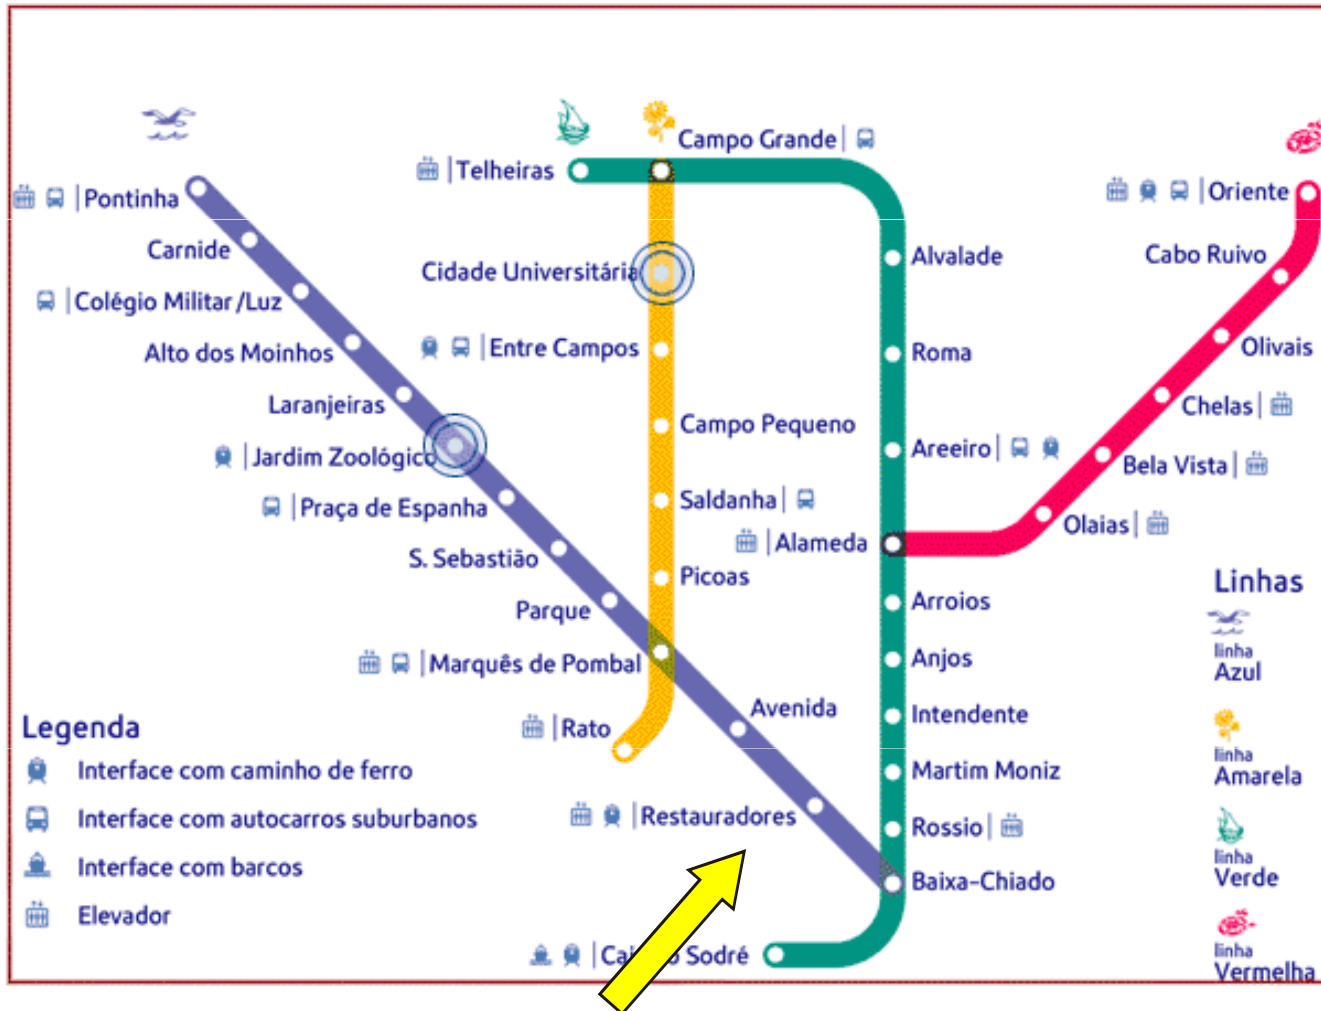 Campo Grande
Telheiras
Pontinha
Oriente
Carnide
Alvalade
Cabo Ruivo
Cidade Universitária
Colégio Militar/Luz
Alto dos Moinhos
Entre Campos
Roma
Olivais
Laranjeiras
Chelas
Campo Pequeno
Jardim Zoológico
Areeiro
Bela Vista
Praça de Espanha
Saldanha
Olaias
Alameda
S. Sebastião
Picoas
Parque
Arroios
Marquês de Pombal
Anjos
Avenida
Intendente
Rato
Martim Moniz
Restauradores
Rossio
Baixa-Chiado
Sodré
Legenda
Interface com caminho de ferro
Interface com autocarros suburbanos
Interface com barcos
Elevador
Linhas
linha
Azul
linha
Amarela
linha
Verde
linha
Vermelha